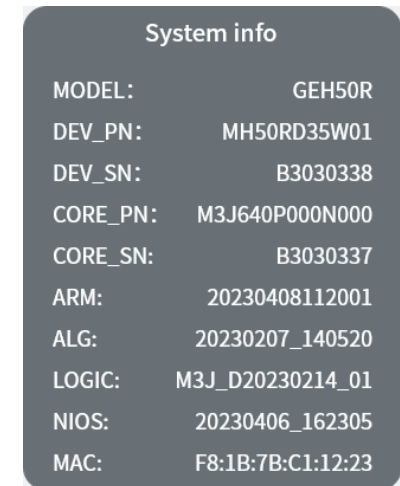 System info
MODEL: GEH50R
DEV_PN: MH50RD35W01
DEV_SN: B3030338
CORE_PN: M3J640P000N000
CORE_SN: B3030337
ARM: 20230408112001
ALG: 20230207_140520
LOGIC: M3J_D20230214_01
NIOS: 20230406_162305
MAC: F8:1B:7B:C1:12:23